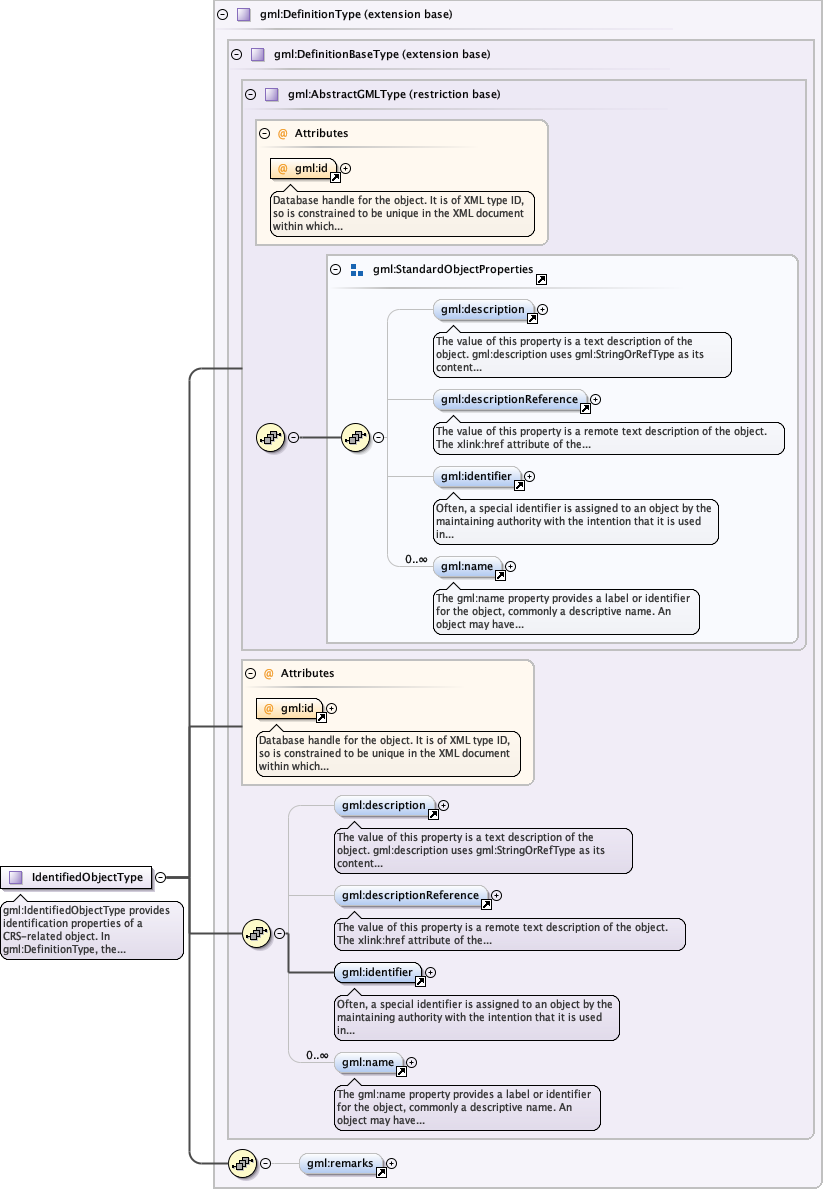 gml:DefinitionType (extension base)
gml:DefinitionBaseType (extension base)
gml:AbstractGMLType (restriction base)
@ Attributes
@ gml:id
Database handle for the object. It is of XML type ID,
so is constrained to be unique in the XML document
within which...
gml:StandardObjectProperties
gml:description
The value of this property is a text description of the
object. gml:description uses gml:StringOrRefType as its
content...
gml:descriptionReference
The value of this property is a remote text description of the object.
The xlink:href attribute of the...
gml:identifier
Often, a special identifier is assigned to an object by the
maintaining authority with the intention that it is used
in...
0..∞
gml:name
The gml:name property provides a label or identifier
for the object, commonly a descriptive name. An
object may have...
@ Attributes
@ gml:id
Database handle for the object. It is of XML type ID,
so is constrained to be unique in the XML document
within which...
gml:description
The value of this property is a text description of the
object. gml:description uses gml:StringOrRefType as its
content...
IdentifiedObjectType
gml:IdentifiedObjectType provides
identification properties of a
CRS-related object. In
gml:DefinitionType, the...
gml:descriptionReference
The value of this property is a remote text description of the object.
The xlink:href attribute of the...
gml:identifier
Often, a special identifier is assigned to an object by the
maintaining authority with the intention that it is used
in...
0..∞
gml:name
The gml:name property provides a label or identifier
for the object, commonly a descriptive name. An
object may have...
gml:remarks